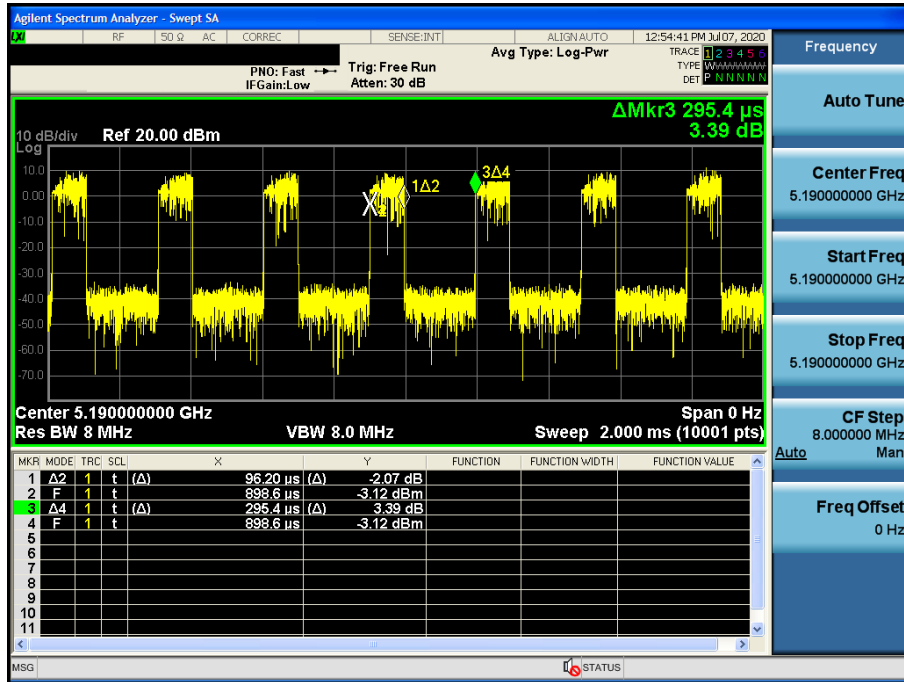 Agilent Spectrum Analyzer - Swept SA
LXI RF 50 Ω AC CORREC SENSE:INT ALIGN AUTO 12:54:41 PM Jul 07, 2020
Avg Type: Log-Pwr
TRACE 1 2 3 4 5 6
PNO: Fast Trig: Free Run
TYPE WWWWWW
IFGain:Low Atten: 30 dB
DET P N N N N N
ΔMkr3 295.4 µs
10 dB/div Ref 20.00 dBm 3.39 dB
Log
10.0
0.00
-10.0
-20.0
-30.0
-40.0
-50.0
-60.0
-70.0
1Δ2
3Δ4
Center 5.190000000 GHz Span 0 Hz
Res BW 8 MHz VBW 8.0 MHz Sweep 2.000 ms (10001 pts)
MKR MODE TRC SCL X Y FUNCTION FUNCTION WIDTH FUNCTION VALUE
1 Δ2 1 t (Δ) 96.20 µs (Δ) -2.07 dB
2 F 1 t 898.6 µs -3.12 dBm
3 Δ4 1 t (Δ) 295.4 µs (Δ) 3.39 dB
4 F 1 t 898.6 µs -3.12 dBm
5
6
7
8
9
10
11
MSG STATUS
Frequency
Auto Tune
Center Freq
5.190000000 GHz
Start Freq
5.190000000 GHz
Stop Freq
5.190000000 GHz
CF Step
8.000000 MHz
Auto Man
Freq Offset
0 Hz